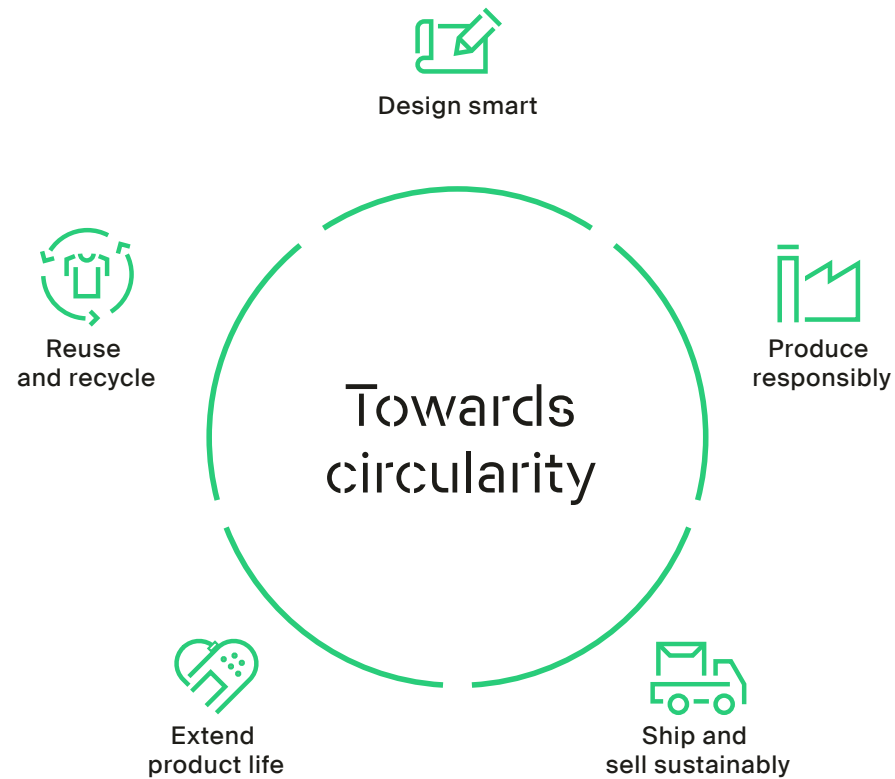 Design smart
Reuse
and recycle
Produce
responsibly
Towards
circularity
Extend
product life
Ship and
sell sustainably